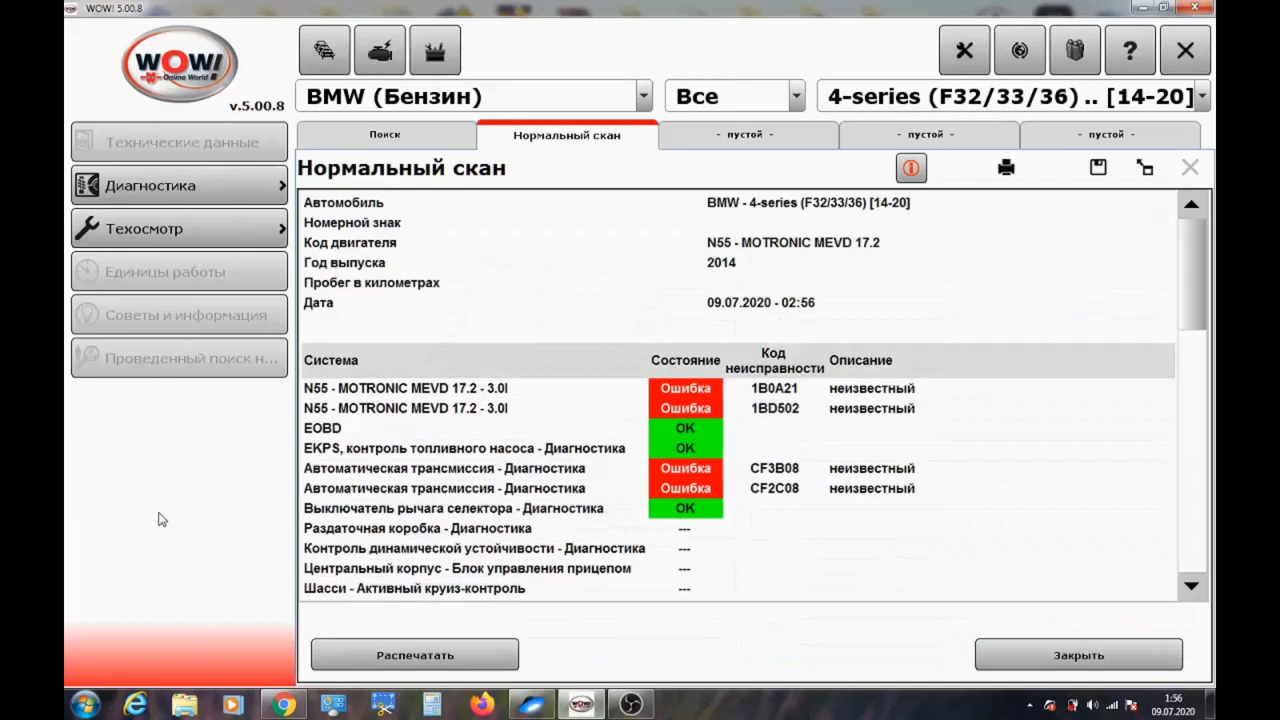 WOW! 5.00.8
WOW!
Online World
v.5.00.8
BMW (Бензин)
Все
4-series (F32/33/36) .. [14-20]
Технические данные
Диагностика
Техосмотр
Единицы работы
Советы и информация
Проведенный поиск н...
Поиск
Нормальный скан
- пустой -
- пустой -
- пустой -
Нормальный скан
Автомобиль BMW - 4-series (F32/33/36) [14-20]
Номерной знак
Код двигателя N55 - MOTRONIC MEVD 17.2
Год выпуска 2014
Пробег в километрах
Дата 09.07.2020 - 02:56
Система Состояние Код неисправности Описание
N55 - MOTRONIC MEVD 17.2 - 3.0l Ошибка 1B0A21 неизвестный
N55 - MOTRONIC MEVD 17.2 - 3.0l Ошибка 1BD502 неизвестный
EOBD OK
EKPS, контроль топливного насоса - Диагностика OK
Автоматическая трансмиссия - Диагностика Ошибка CF3B08 неизвестный
Автоматическая трансмиссия - Диагностика Ошибка CF2C08 неизвестный
Выключатель рычага селектора - Диагностика OK
Раздаточная коробка - Диагностика ---
Контроль динамической устойчивости - Диагностика ---
Центральный корпус - Блок управления прицепом ---
Шасси - Активный круиз-контроль ---
Распечатать
Закрыть
1:56
09.07.2020